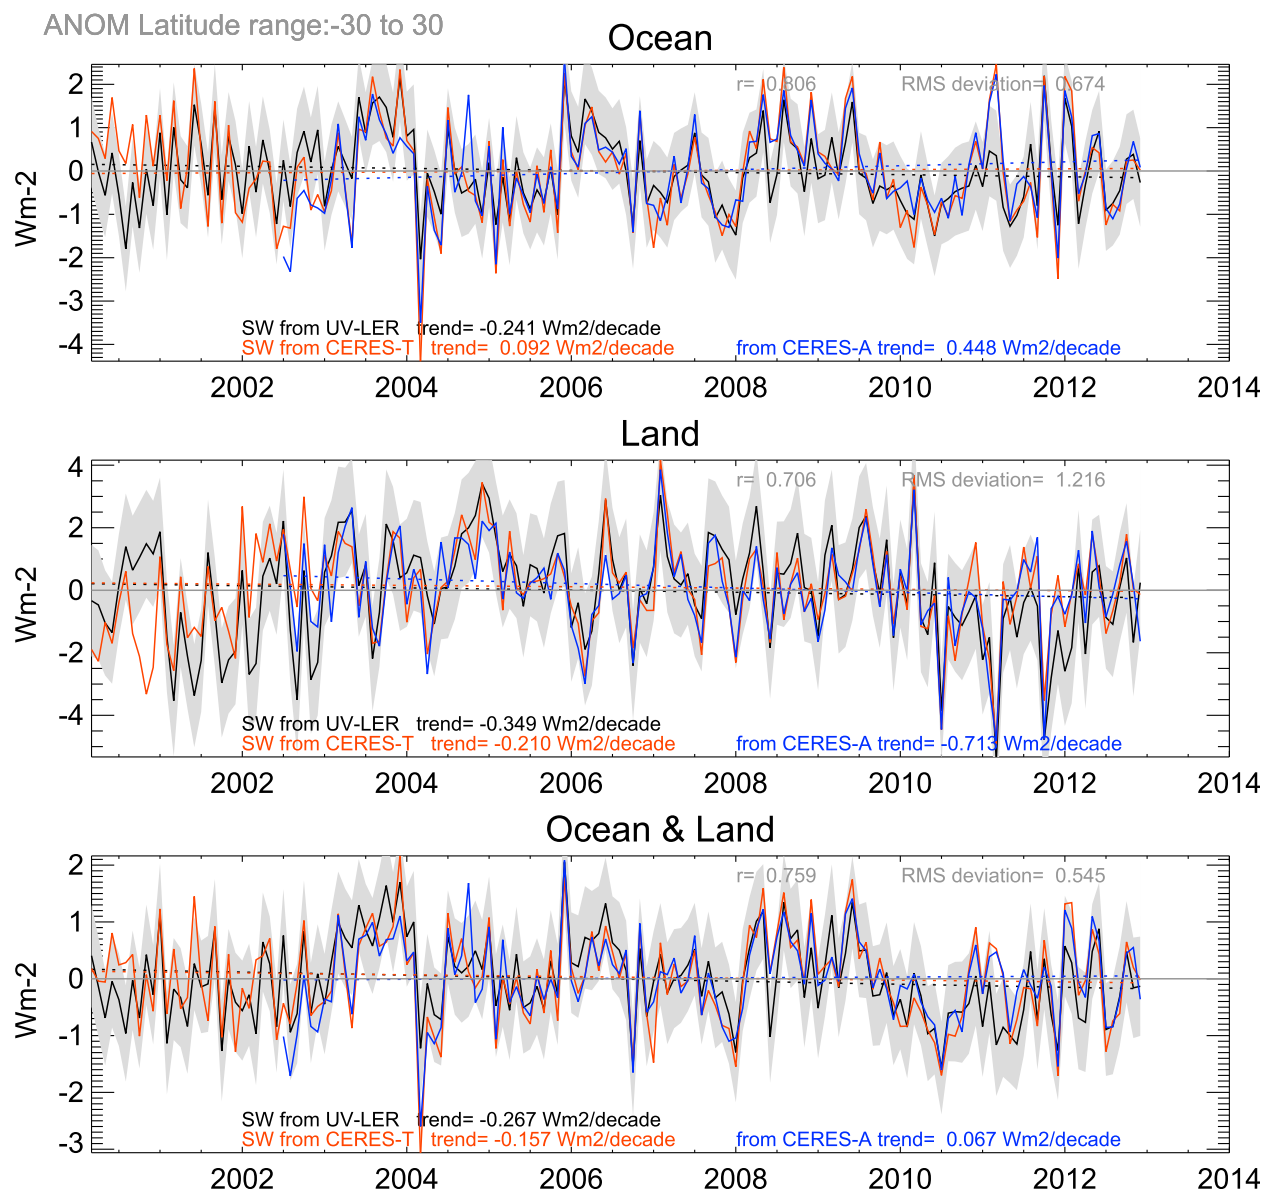 ANOM Latitude range:-30 to 30
Ocean
r= 0.806 RMS deviation= 0.674
2
1
0
-1
-2
-3
-4
Wm-2
SW from UV-LER trend= -0.241 Wm2/decade
SW from CERES-T trend= 0.092 Wm2/decade from CERES-A trend= 0.448 Wm2/decade
2002 2004 2006 2008 2010 2012 2014
Land
r= 0.706 RMS deviation= 1.216
4
2
0
-2
-4
Wm-2
SW from UV-LER trend= -0.349 Wm2/decade
SW from CERES-T trend= -0.210 Wm2/decade from CERES-A trend= -0.713 Wm2/decade
2002 2004 2006 2008 2010 2012 2014
Ocean & Land
r= 0.759 RMS deviation= 0.545
2
1
0
-1
-2
-3
Wm-2
SW from UV-LER trend= -0.267 Wm2/decade
SW from CERES-T trend= -0.157 Wm2/decade from CERES-A trend= 0.067 Wm2/decade
2002 2004 2006 2008 2010 2012 2014